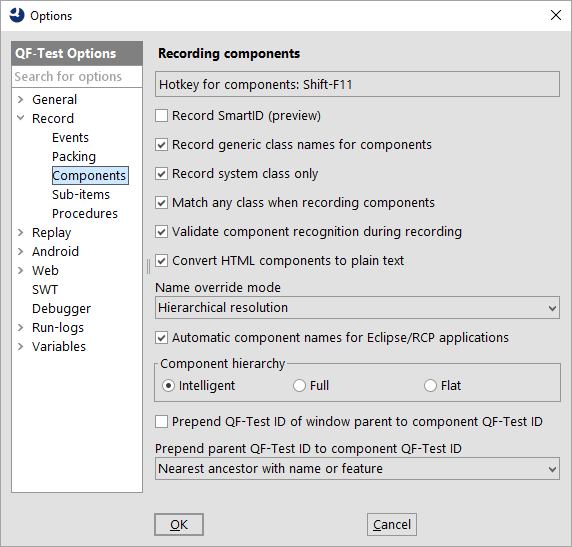 Options
QF-Test Options
Search for options
General
Record
Events
Packing
Components
Sub-items
Procedures
Replay
Android
Web
SWT
Debugger
Run-logs
Variables
Recording components
Hotkey for components: Shift-F11
Record SmartID (preview)
Record generic class names for components
Record system class only
Match any class when recording components
Validate component recognition during recording
Convert HTML components to plain text
Name override mode
Hierarchical resolution
Automatic component names for Eclipse/RCP applications
Component hierarchy
Intelligent Full Flat
Prepend QF-Test ID of window parent to component QF-Test ID
Prepend parent QF-Test ID to component QF-Test ID
Nearest ancestor with name or feature
OK Cancel